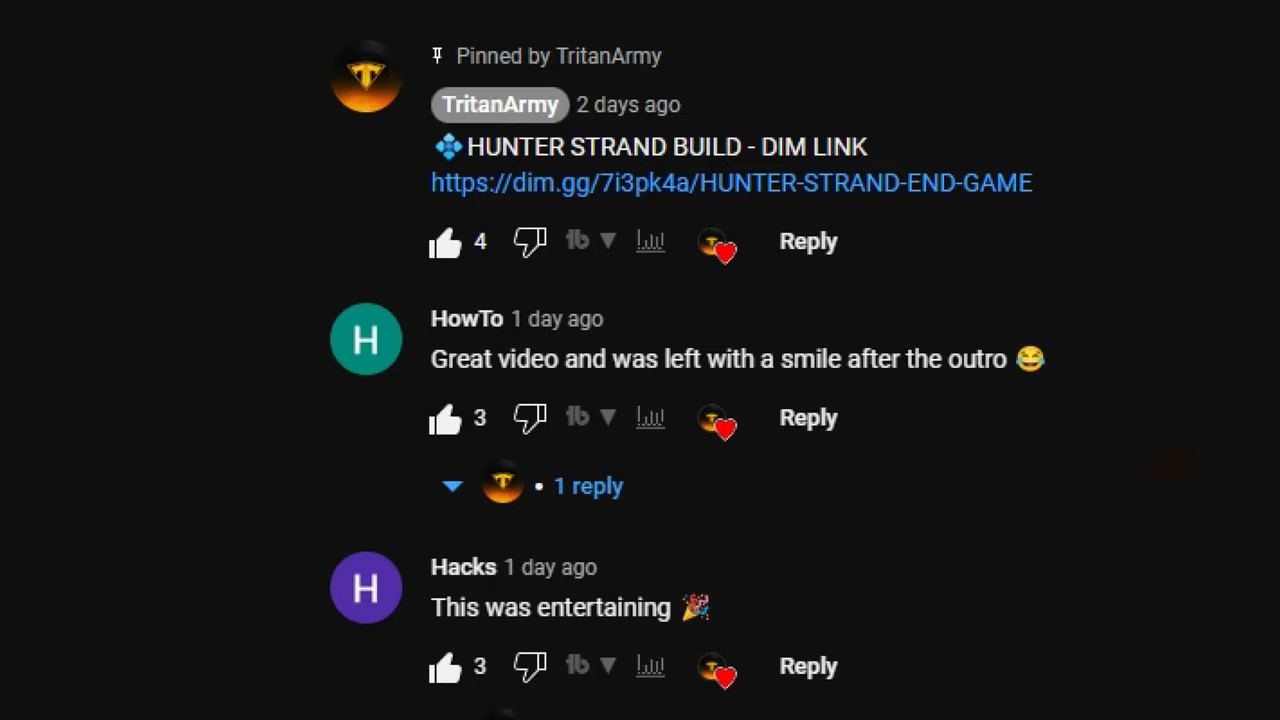 Pinned by TritanArmy
TritanArmy 2 days ago
HUNTER STRAND BUILD - DIM LINK
https://dim.gg/7i3pk4a/HUNTER-STRAND-END-GAME
4 Reply
H
HowTo 1 day ago
Great video and was left with a smile after the outro 😂
3 Reply
• 1 reply
H
Hacks 1 day ago
This was entertaining 🎉
3 Reply